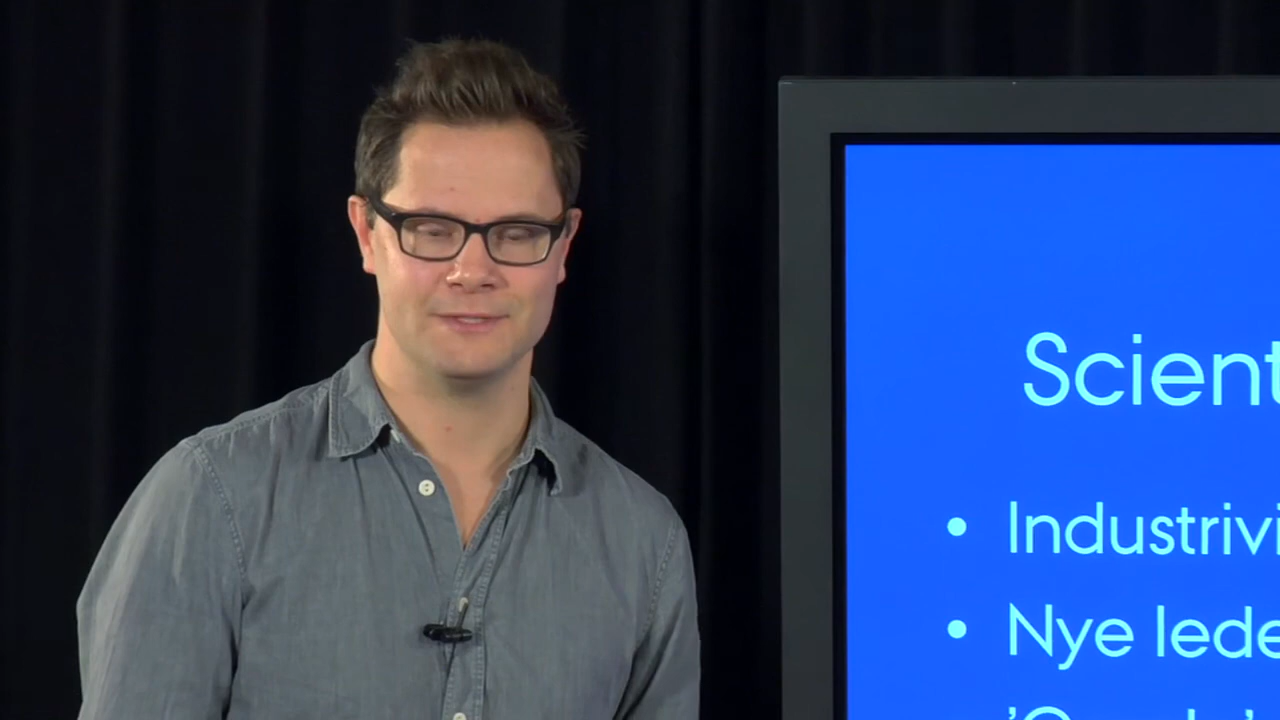 Scient
• Industrivi
• Nye lede